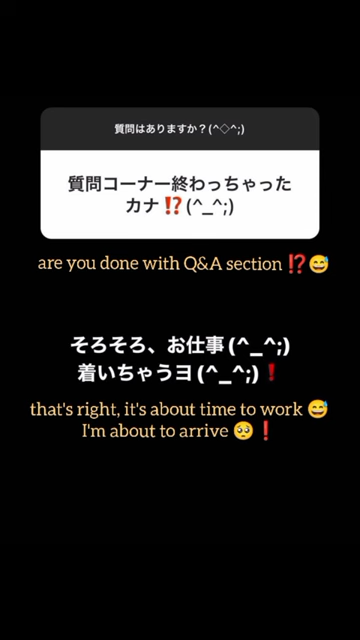 質問はありますか？(^◇^;)
質問コーナー終わっちゃった
カナ⁉️(^_^;)
are you done with Q&A section ⁉️😅
そろそろ、お仕事(^_^;)
着いちゃうヨ(^_^;)❗
that's right, it's about time to work 😅
I'm about to arrive 🥺❗